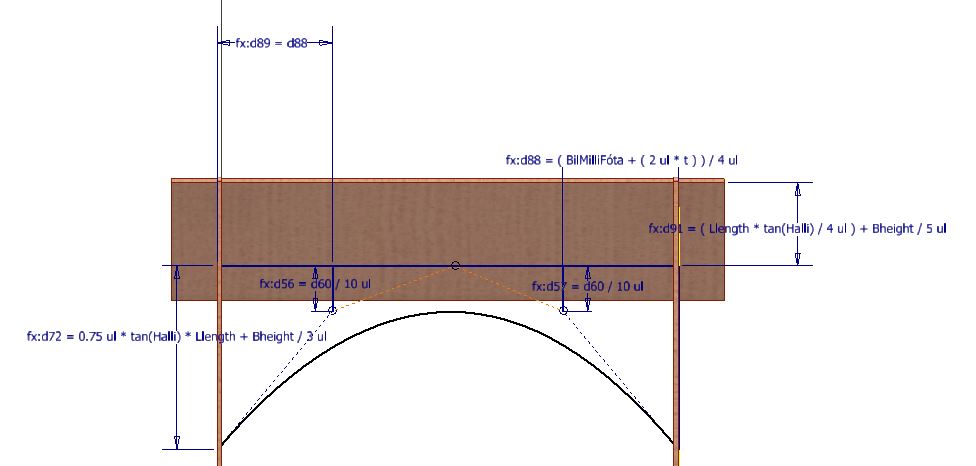 fx:d89 = d88
fx:d88 = ( BilMilliFóta + ( 2 ul * t ) ) / 4 ul
fx:d91 = ( Llength * tan(Halli) / 4 ul ) + Bheight / 5 ul
fx:d56 = d60 / 10 ul
fx:d57 = d60 / 10 ul
fx:d72 = 0.75 ul * tan(Halli) * Llength + Bheight / 3 ul